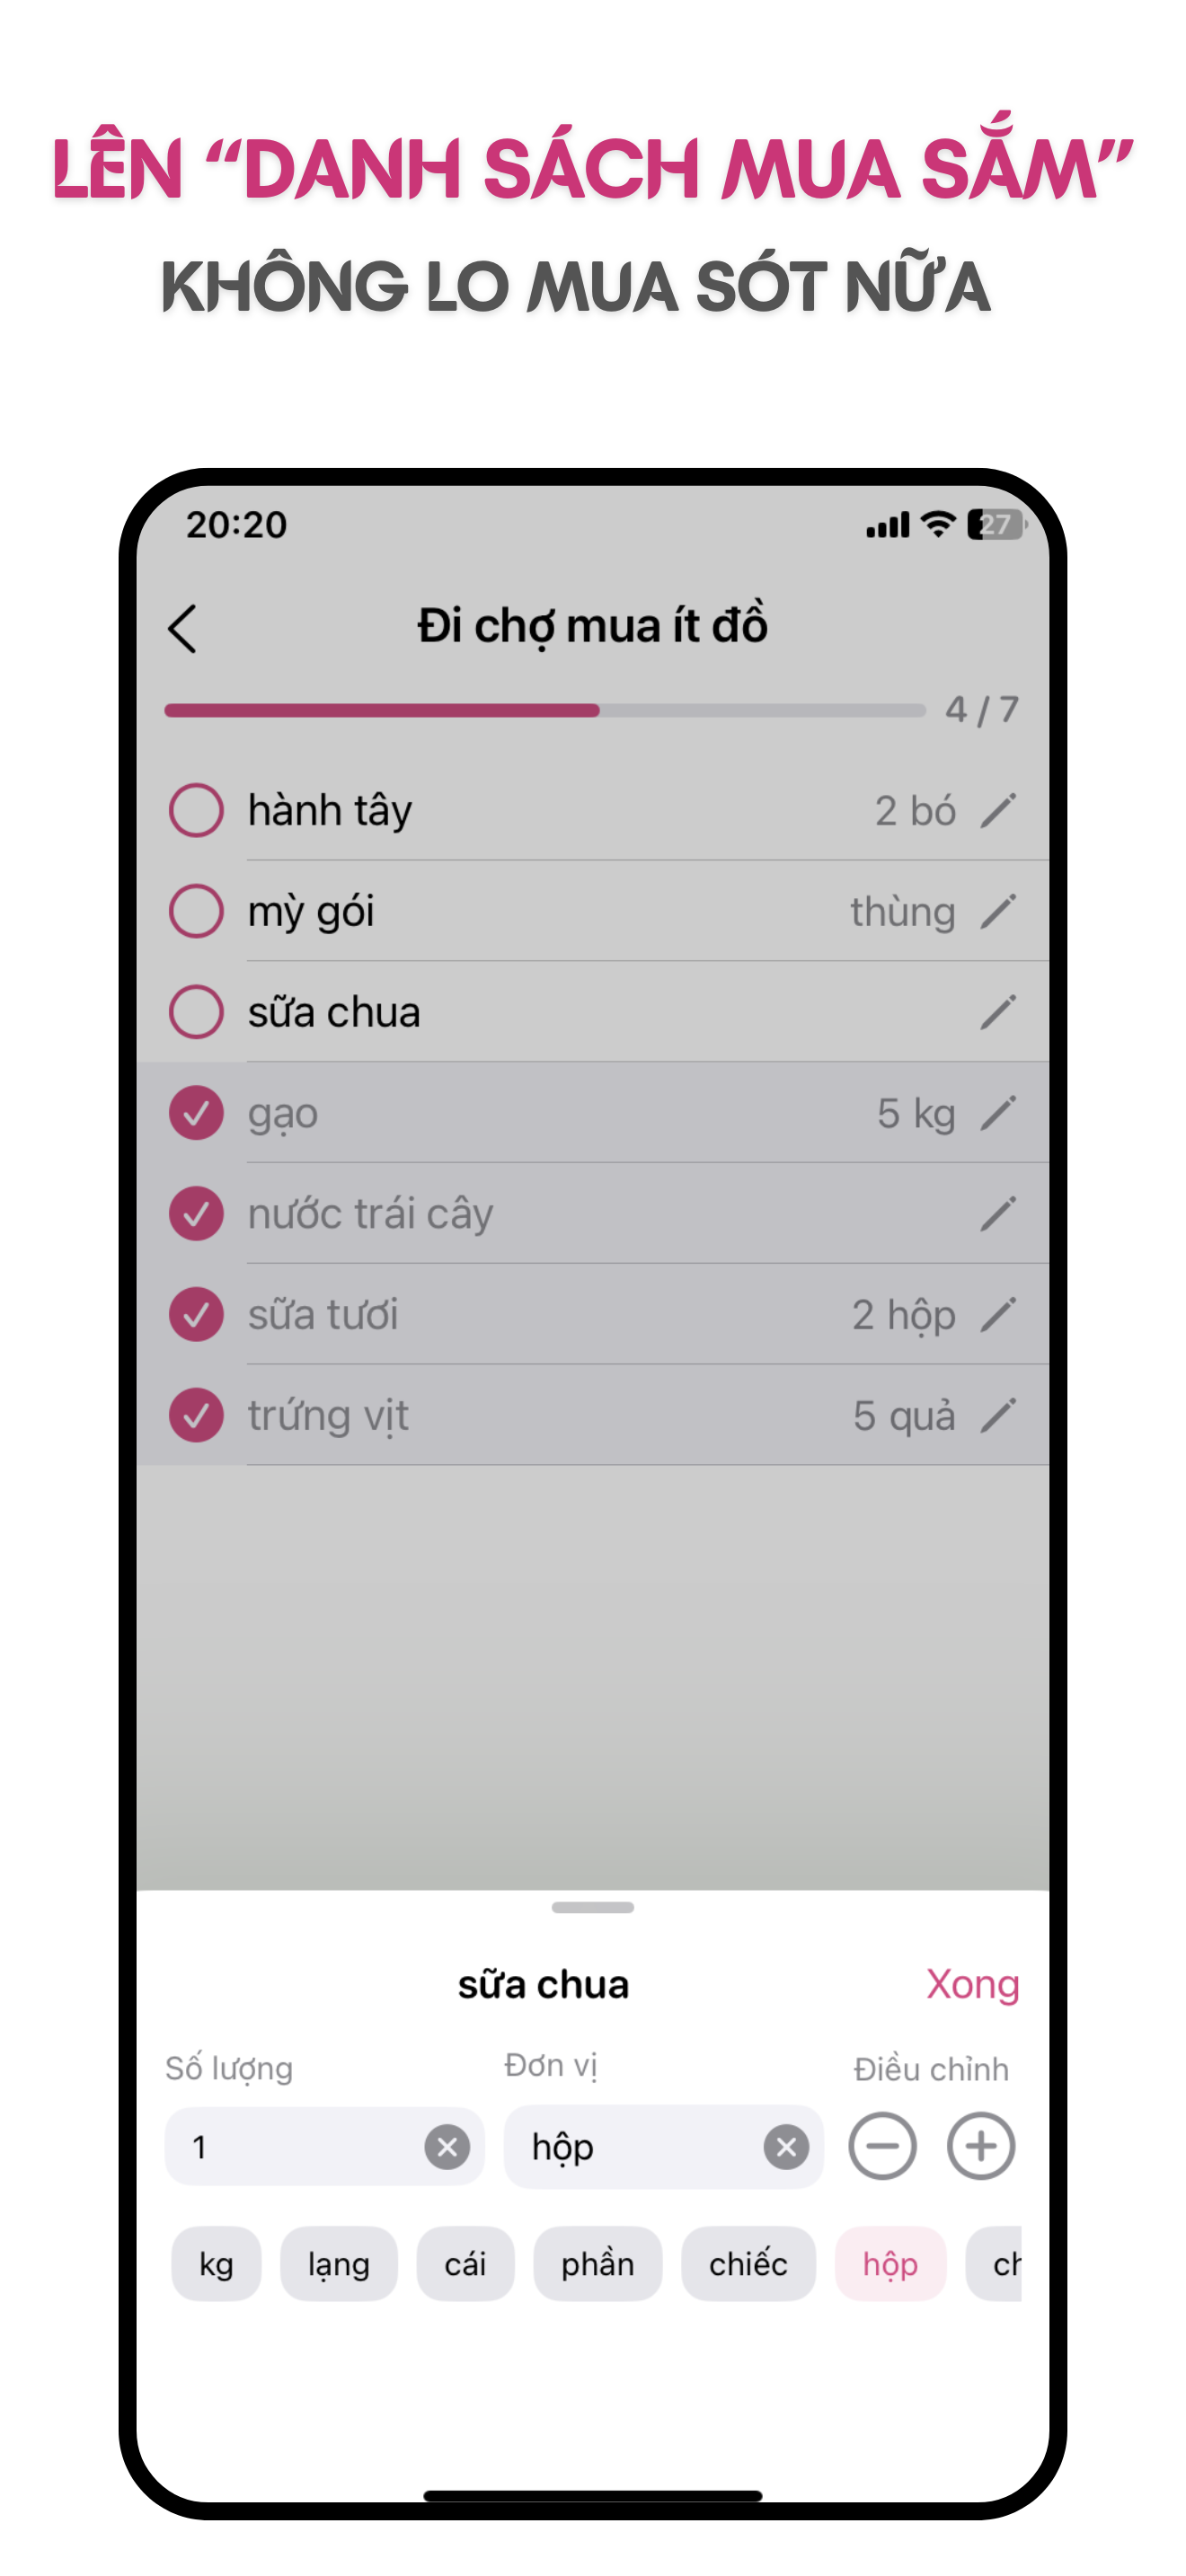 LÊN “DANH SÁCH MUA SẮM”
KHÔNG LO MUA SÓT NỮA
20:20 27
Đi chợ mua ít đồ
4 / 7
hành tây 2 bó
mỳ gói thùng
sữa chua
gạo 5 kg
nước trái cây
sữa tươi 2 hộp
trứng vịt 5 quả
sữa chua Xong
Số lượng Đơn vị Điều chỉnh
1 hộp
kg lạng cái phần chiếc hộp